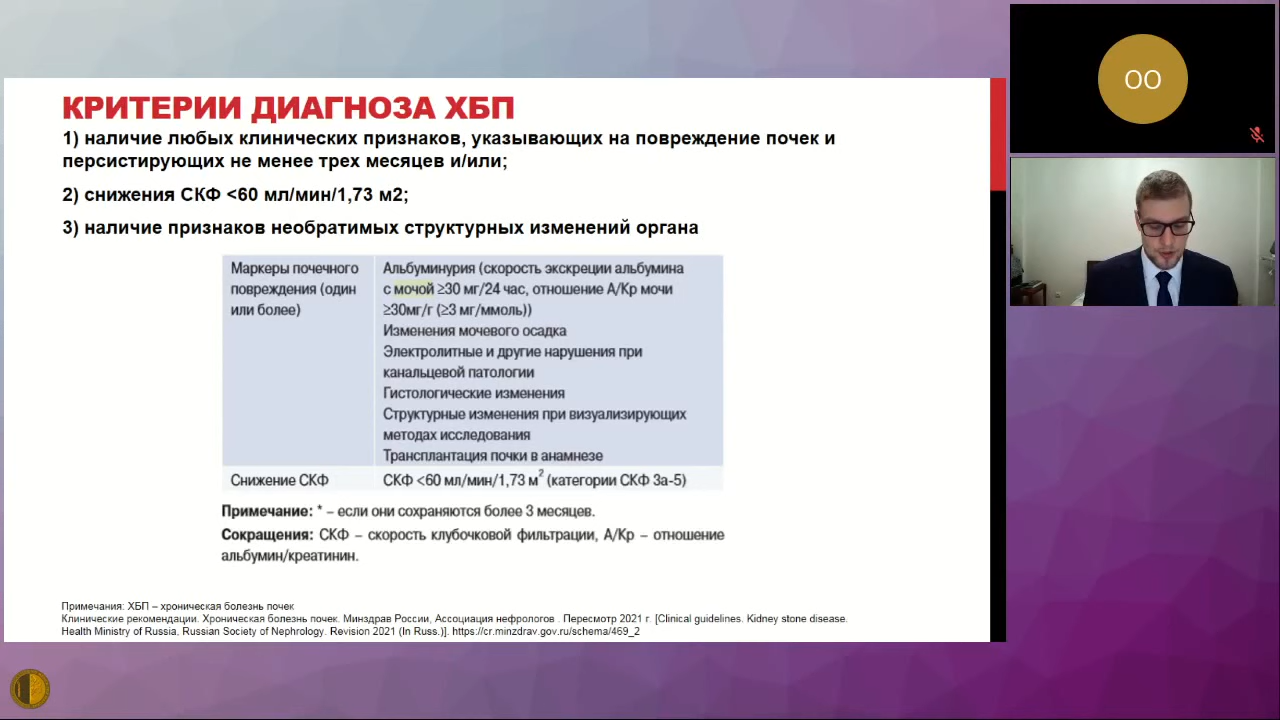 КРИТЕРИИ ДИАГНОЗА ХБП
1) наличие любых клинических признаков, указывающих на повреждение почек и
персистирующих не менее трех месяцев и/или;
2) снижения СКФ <60 мл/мин/1,73 м2;
3) наличие признаков необратимых структурных изменений органа
Маркеры почечного
повреждения (один
или более)
Альбуминурия (скорость экскреции альбумина
с мочой ≥30 мг/24 час, отношение А/Кр мочи
≥30мг/г (≥3 мг/ммоль))
Изменения мочевого осадка
Электролитные и другие нарушения при
канальцевой патологии
Гистологические изменения
Структурные изменения при визуализирующих
методах исследования
Трансплантация почки в анамнезе
Снижение СКФ
СКФ <60 мл/мин/1,73 м² (категории СКФ 3а-5)
Примечание: * – если они сохраняются более 3 месяцев.
Сокращения: СКФ – скорость клубочковой фильтрации, А/Кр – отношение
альбумин/креатинин.
Примечания: ХБП – хроническая болезнь почек
Клинические рекомендации. Хроническая болезнь почек. Минздрав России, Ассоциация нефрологов . Пересмотр 2021 г. [Clinical guidelines. Kidney stone disease.
Health Ministry of Russia, Russian Society of Nephrology. Revision 2021 (In Russ.)]. https://cr.minzdrav.gov.ru/schema/469_2
ОО